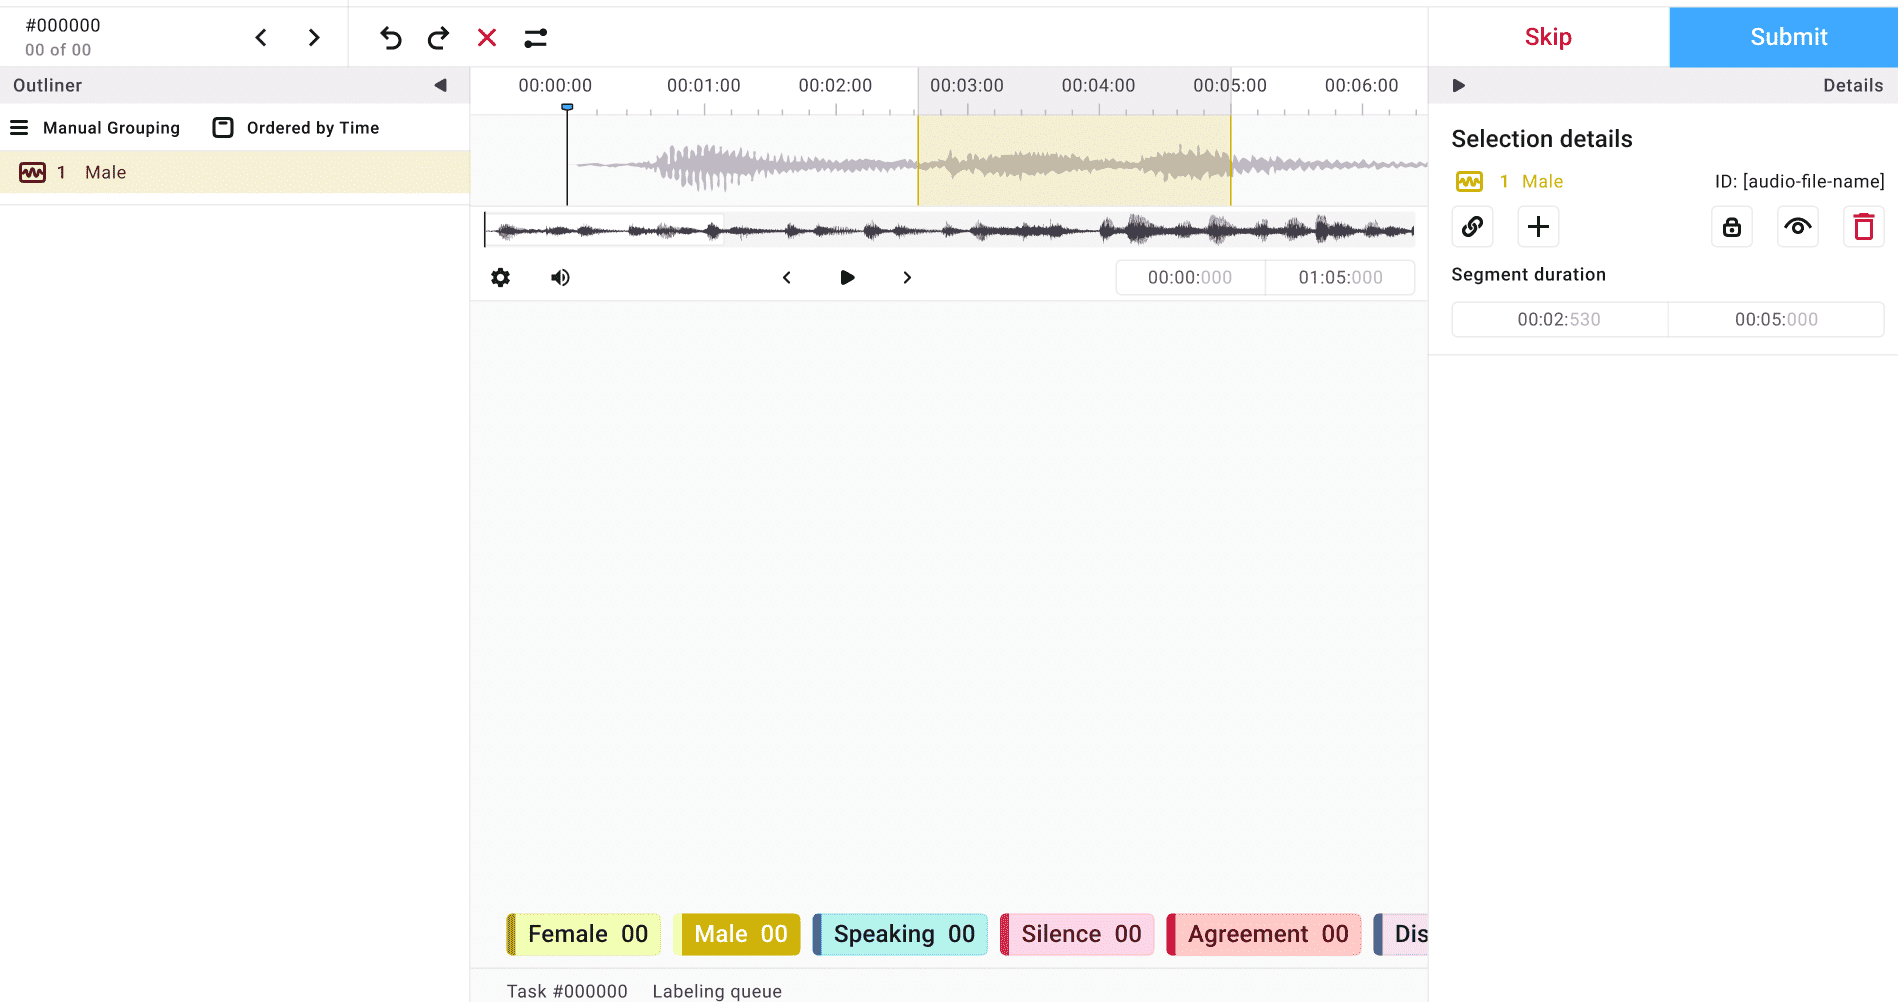 #000000
00 of 00
Skip
Submit
Outliner
00:00:00 00:01:00 00:02:00 00:03:00 00:04:00 00:05:00 00:06:00
Details
Manual Grouping Ordered by Time
1 Male
Selection details
1 Male ID: [audio-file-name]
00:00:000 01:05:000
Segment duration
00:02:530 00:05:000
Female 00 Male 00 Speaking 00 Silence 00 Agreement 00 Dis
Task #000000 Labeling queue